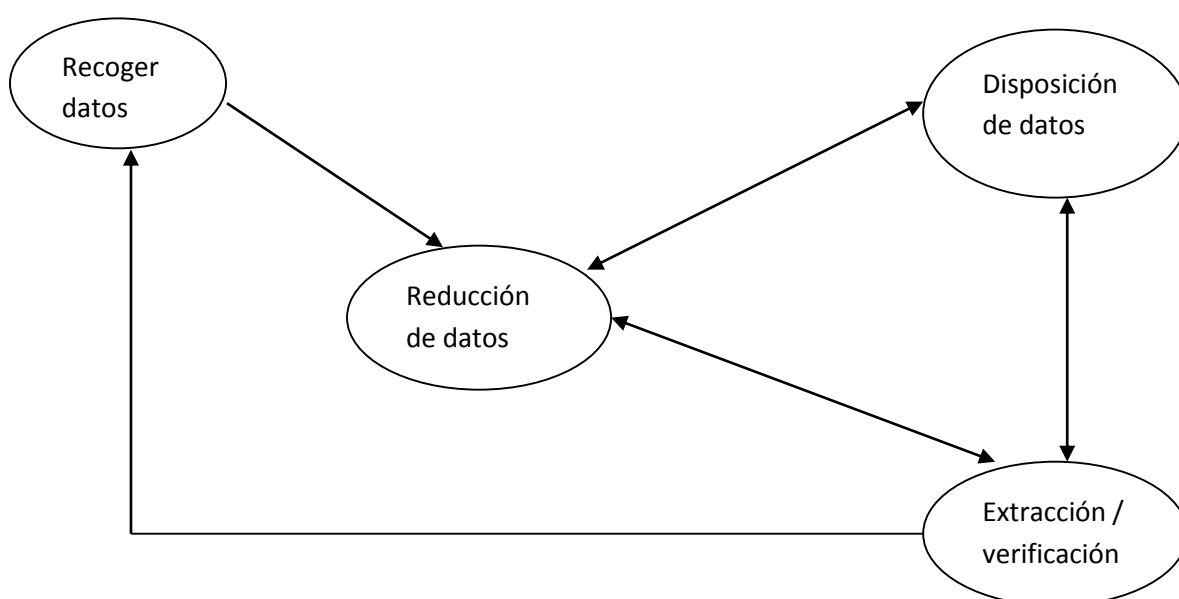 Recoger
datos
Disposición
de datos
Reducción
de datos
Extracción /
verificación